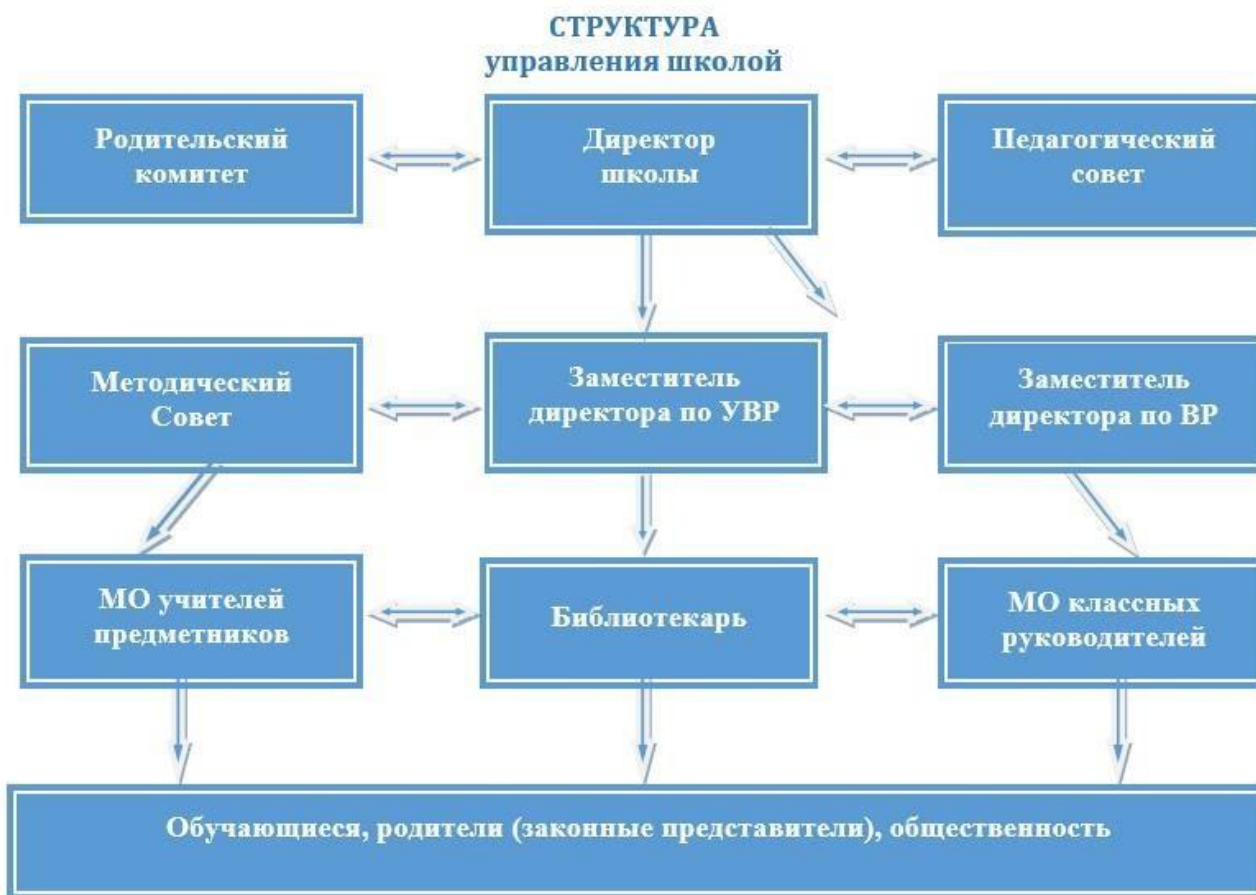 СТРУКТУРА
управления школой
Родительский
комитет
Директор
школы
Педагогический
совет
Методический
Совет
Заместитель
директора по УВР
Заместитель
директора по ВР
МО учителей
предметников
Библиотекарь
МО классных
руководителей
Обучающиеся, родители (законные представители), общественность